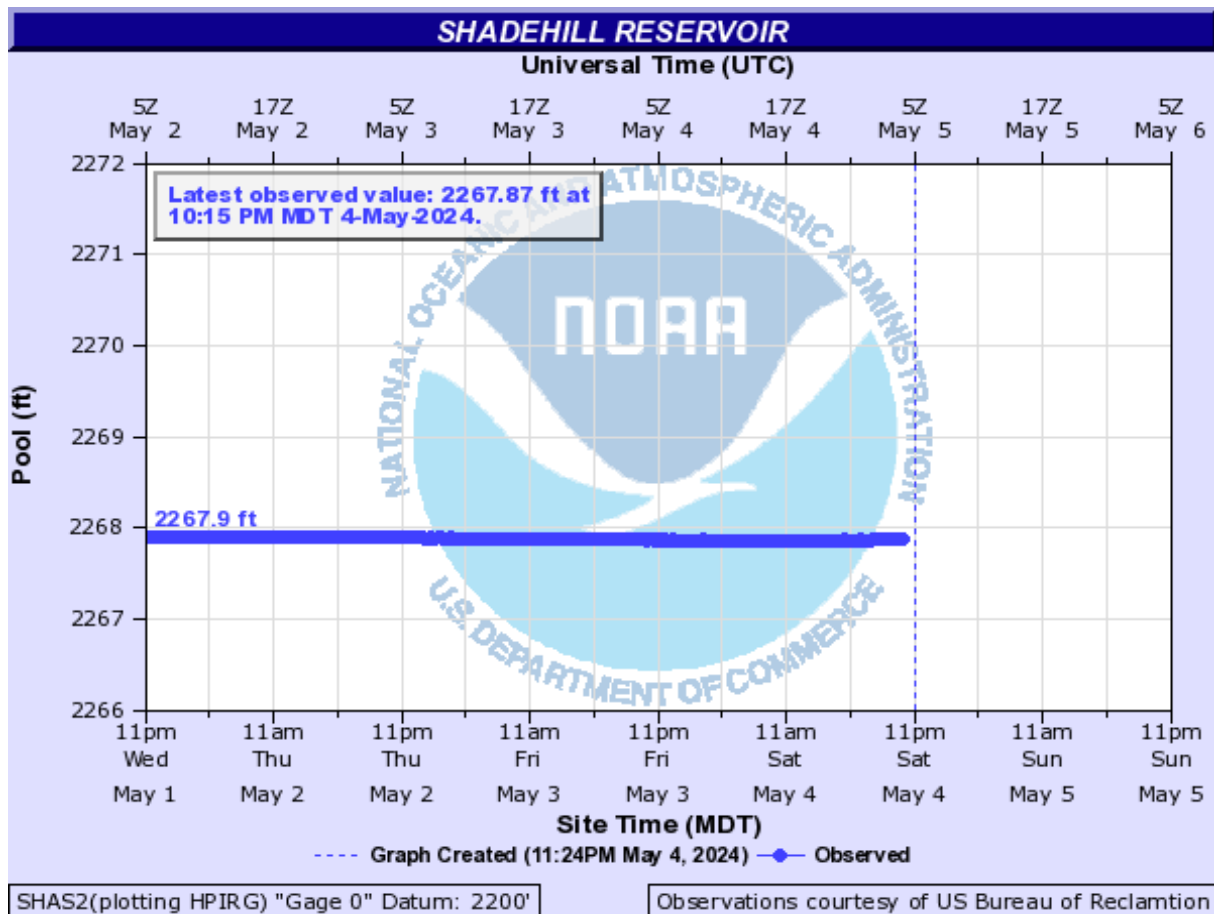 SHADEHILL RESERVOIR
Universal Time (UTC)
5Z 17Z 5Z 17Z 5Z 17Z 5Z 17Z 5Z
May 2 May 2 May 3 May 3 May 4 May 4 May 5 May 5 May 6
Latest observed value: 2267.87 ft at
10:15 PM MDT 4-May-2024.
NATIONAL OCEANIC AND ATMOSPHERIC ADMINISTRATION
NOAA
U.S. DEPARTMENT OF COMMERCE
Pool (ft)
2272
2271
2270
2269
2268
2267
2266
2267.9 ft
11pm 11am 11pm 11am 11pm 11am 11pm 11am 11pm
Wed Thu Thu Fri Fri Sat Sat Sun Sun
May 1 May 2 May 2 May 3 May 3 May 4 May 4 May 5 May 5
Site Time (MDT)
Graph Created (11:24PM May 4, 2024) Observed
SHAS2(plotting HPIRG) "Gage 0" Datum: 2200'
Observations courtesy of US Bureau of Reclamtion